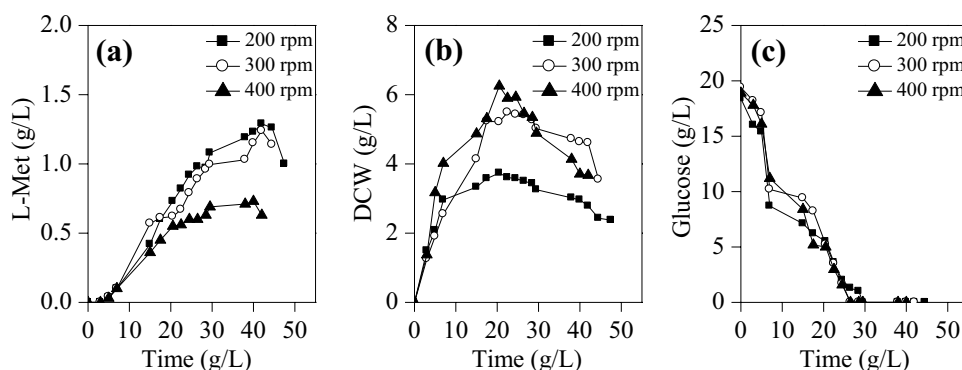 (a)
200 rpm
300 rpm
400 rpm
L-Met (g/L)
2.0
1.5
1.0
0.5
0.0
0 10 20 30 40 50
Time (g/L)
(b)
200 rpm
300 rpm
400 rpm
DCW (g/L)
8
6
4
2
0
0 10 20 30 40 50
Time (g/L)
(c)
200 rpm
300 rpm
400 rpm
Glucose (g/L)
25
20
15
10
5
0
0 10 20 30 40 50
Time (g/L)